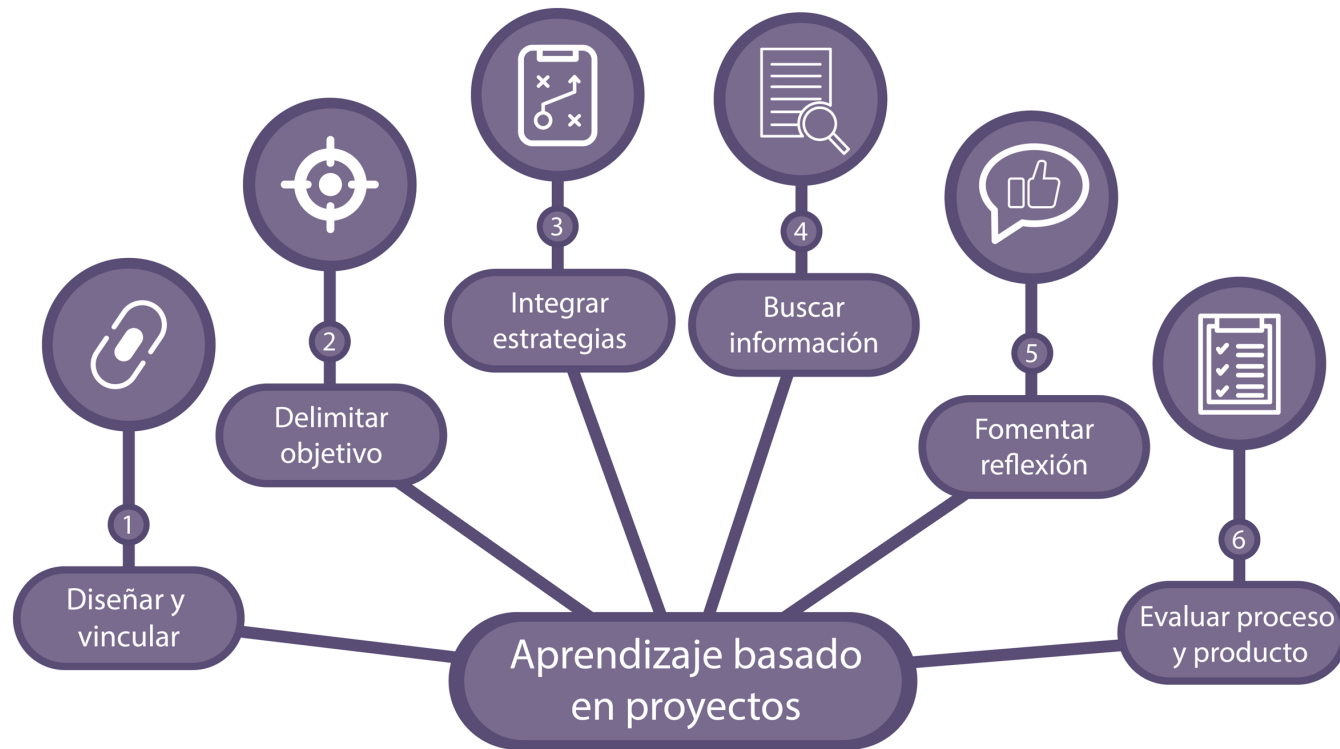 1
Diseñar y
vincular
2
Delimitar
objetivo
3
Integrar
estrategias
4
Buscar
información
5
Fomentar
reflexión
6
Evaluar proceso
y producto
Aprendizaje basado
en proyectos